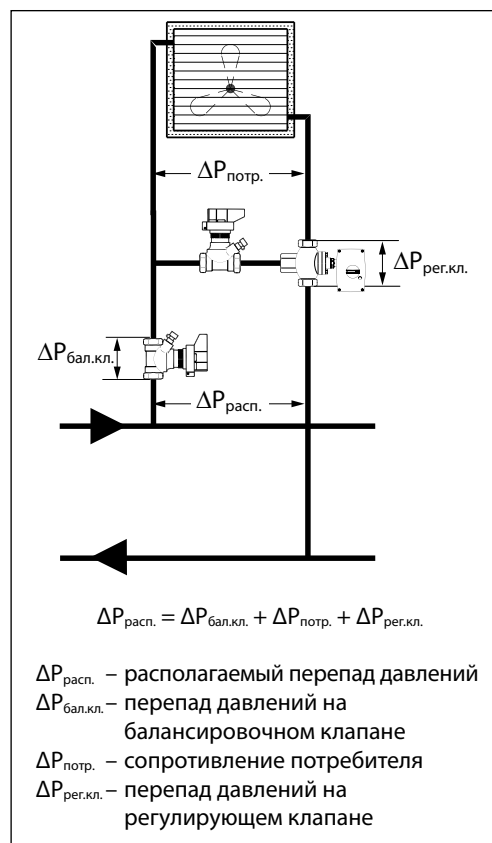 ΔPпотр.
ΔPрег.кл.
ΔPбал.кл.
ΔPрасп.
ΔPрасп. = ΔPбал.кл. + ΔPпотр. + ΔPрег.кл.
ΔPрасп. – располагаемый перепад давлений
ΔPбал.кл. – перепад давлений на
балансировочном клапане
ΔPпотр. – сопротивление потребителя
ΔPрег.кл. – перепад давлений на
регулирующем клапане